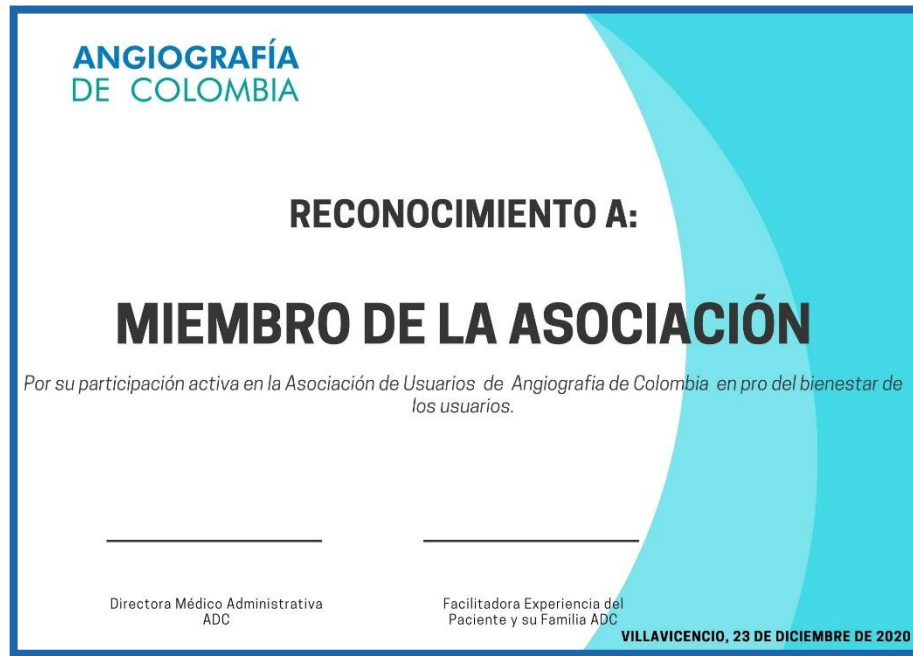 ANGIOGRAFÍA
DE COLOMBIA
RECONOCIMIENTO A:
MIEMBRO DE LA ASOCIACIÓN
Por su participación activa en la Asociación de Usuarios de Angiografia de Colombia en pro del bienestar de
los usuarios.
Directora Médico Administrativa
ADC
Facilitadora Experiencia del
Paciente y su Familia ADC
VILLAVICENCIO, 23 DE DICIEMBRE DE 2020